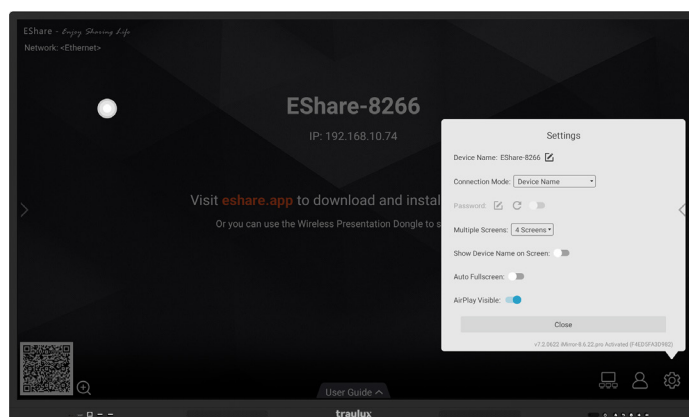 EShare - Enjoy Sharing Life
Network: <Ethernet>
EShare-8266
IP: 192.168.10.74
Visit eshare.app to download and instal
Or you can use the Wireless Presentation Dongle to s
Settings
Device Name: EShare-8266
Connection Mode: Device Name
Password:
Multiple Screens: 4 Screens
Show Device Name on Screen:
Auto Fullscreen:
AirPlay Visible:
Close
v7.2.0622 iMirror-8.6.22.pro Activated
User Guide
traulux